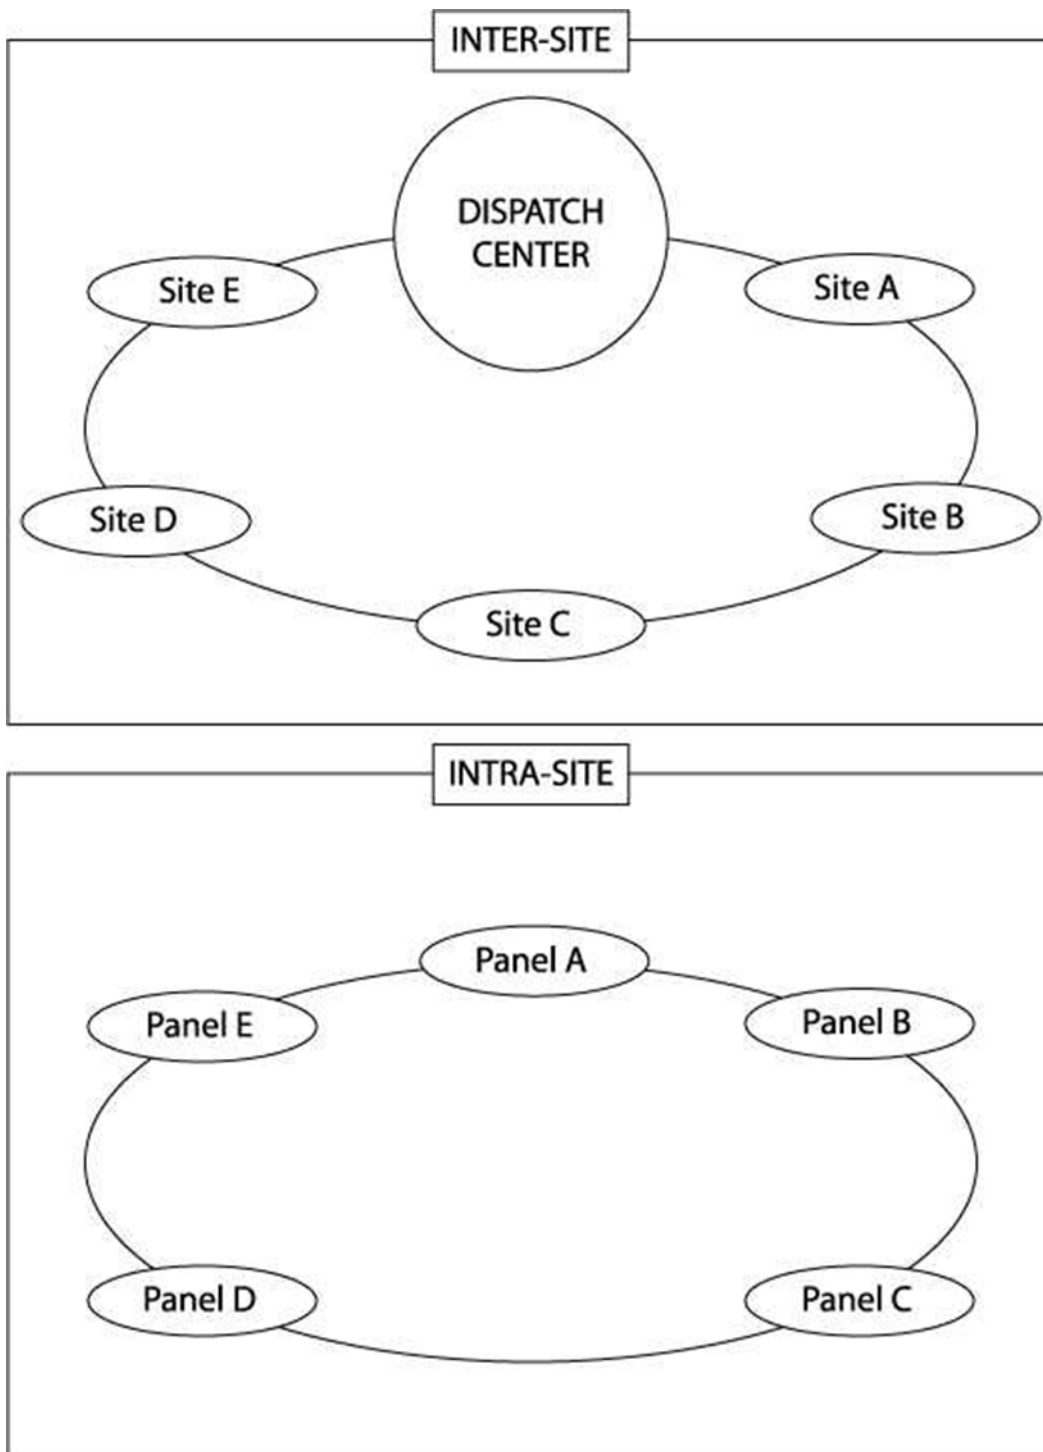 INTER-SITE
DISPATCH
CENTER
Site E
Site A
Site D
Site B
Site C
INTRA-SITE
Panel A
Panel E
Panel B
Panel D
Panel C